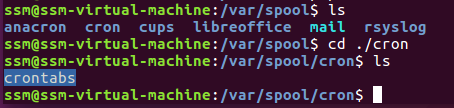 ssm@ssm-virtual-machine:/var/spool$ ls
anacron cron cups libreoffice mail rsyslog
ssm@ssm-virtual-machine:/var/spool$ cd ./cron
ssm@ssm-virtual-machine:/var/spool/cron$ ls
crontabs
ssm@ssm-virtual-machine:/var/spool/cron$